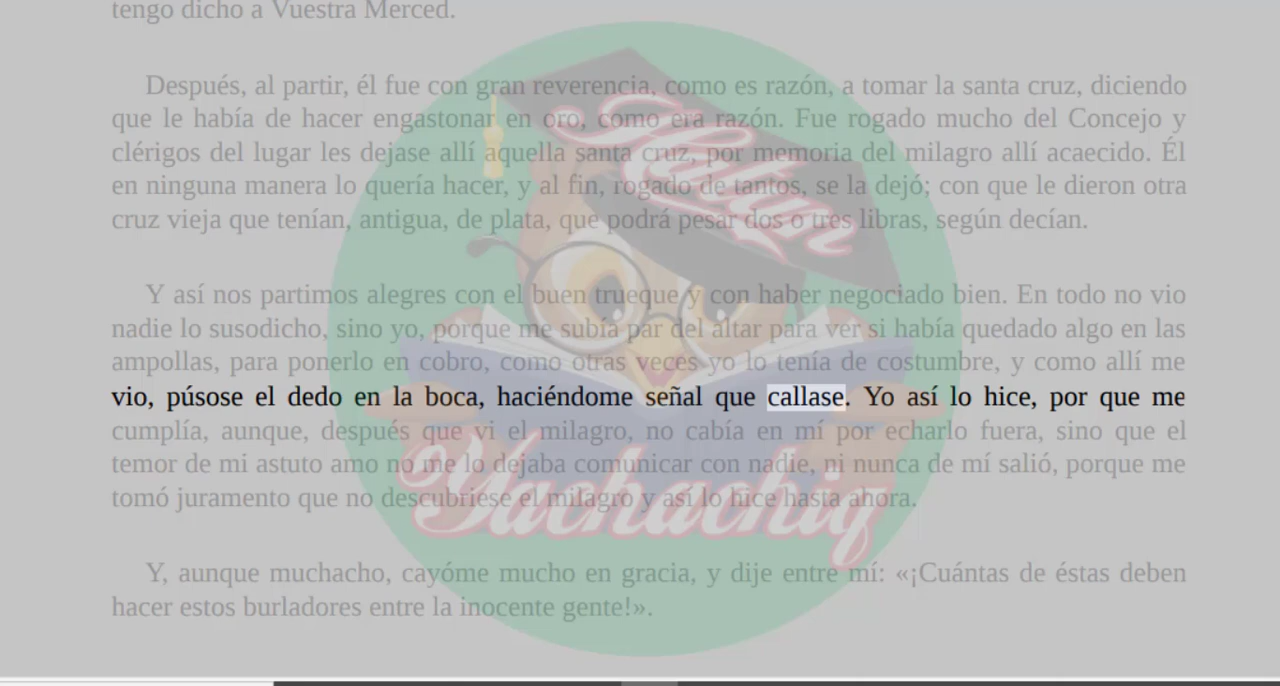 tengo dicho a Vuestra Merced.
Después, al partir, él fue con gran reverencia, como es razón, a tomar la santa cruz, diciendo
que le había de hacer engastonar en oro, como era razón. Fue rogado mucho del Concejo y
clérigos del lugar les dejase allí aquella santa cruz, por memoria del milagro allí acaecido. Él
en ninguna manera lo quería hacer, y al fin, rogado de tantos, se la dejó; con que le dieron otra
cruz vieja que tenían, antigua, de plata, que podrá pesar dos o tres libras, según decían.
Y así nos partimos alegres con el buen trueque y con haber negociado bien. En todo no vio
nadie lo susodicho, sino yo, porque me subía par del altar para ver si había quedado algo en las
ampollas, para ponerlo en cobro, como otras veces yo lo tenía de costumbre, y como allí me
vio, púsose el dedo en la boca, haciéndome señal que callase. Yo así lo hice, por que me
cumplía, aunque, después que vi el milagro, no cabía en mí por echarlo fuera, sino que el
temor de mi astuto amo no me lo dejaba comunicar con nadie, ni nunca de mí salió, porque me
tomó juramento que no descubriese el milagro y así lo hice hasta ahora.
Y, aunque muchacho, cayóme mucho en gracia, y dije entre mí: «¡Cuántas de éstas deben
hacer estos burladores entre la inocente gente!».
Yachachiq